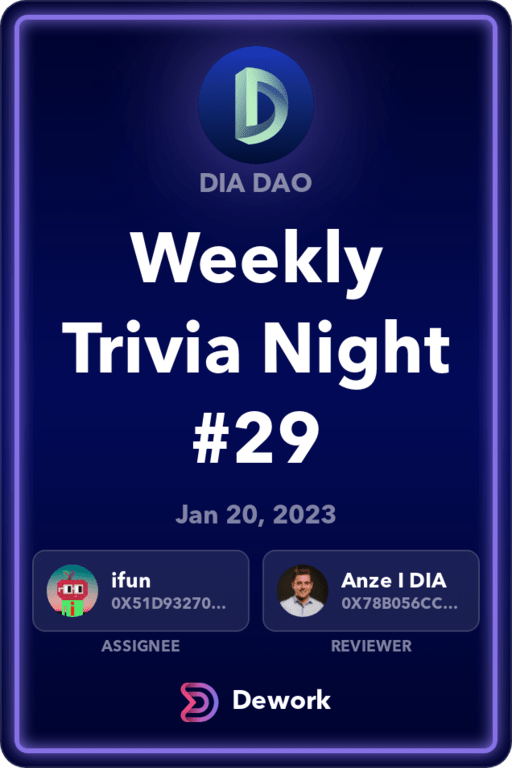 DIA DAO
Weekly
Trivia Night
#29
Jan 20, 2023
ifun
0X51D93270...
ASSIGNEE
Anze I DIA
0X78B056CC...
REVIEWER
Dework